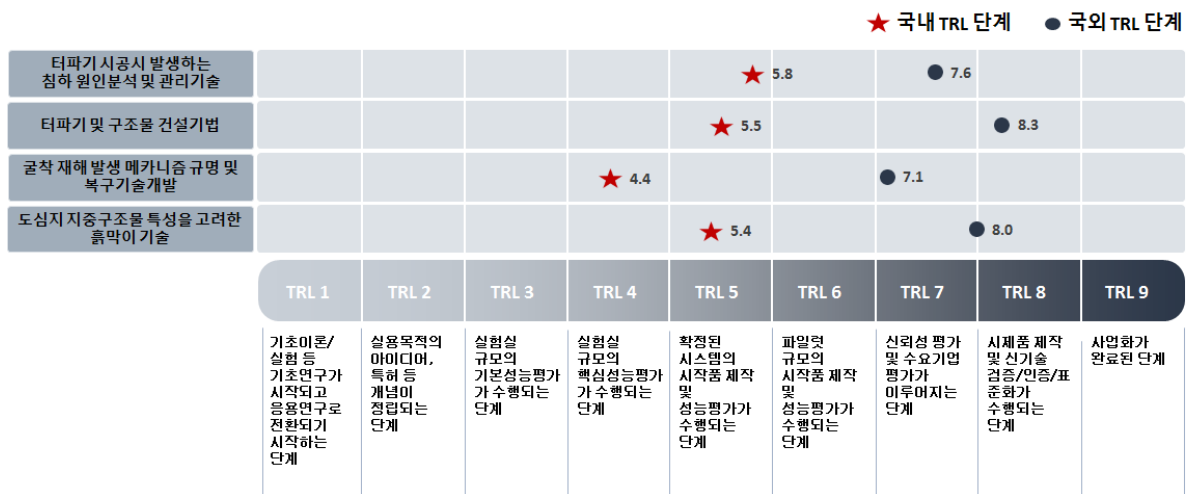 국내 TRL 단계
국외 TRL 단계
터파기 시공시 발생하는
침하 원인분석 및 관리기술
5.8
7.6
터파기 및 구조물 건설기법
5.5
8.3
굴착 재해 발생 메카니즘 규명 및
복구기술개발
4.4
7.1
도심지 지중구조물 특성을 고려한
흙막이 기술
5.4
8.0
TRL 1
TRL 2
TRL 3
TRL 4
TRL 5
TRL 6
TRL 7
TRL 8
TRL 9
기초이론/
실험 등
기초연구가
시작되고
응용연구로
전환되기
시작하는
단계
실용목적의
아이디어,
특허 등
개념이
정립되는
단계
실험실
규모의
기본성능평가
가 수행되는
단계
실험실
규모의
핵심성능평가
가 수행되는
단계
확정된
시스템의
시작품 제작
및
성능평가가
수행되는
단계
파일럿
규모의
시작품 제작
및
성능평가가
수행되는
단계
신뢰성 평가
및 수요기업
평가가
이루어지는
단계
시제품 제작
및 신기술
검증/인증/표
준화가
수행되는
단계
사업화가
완료된 단계